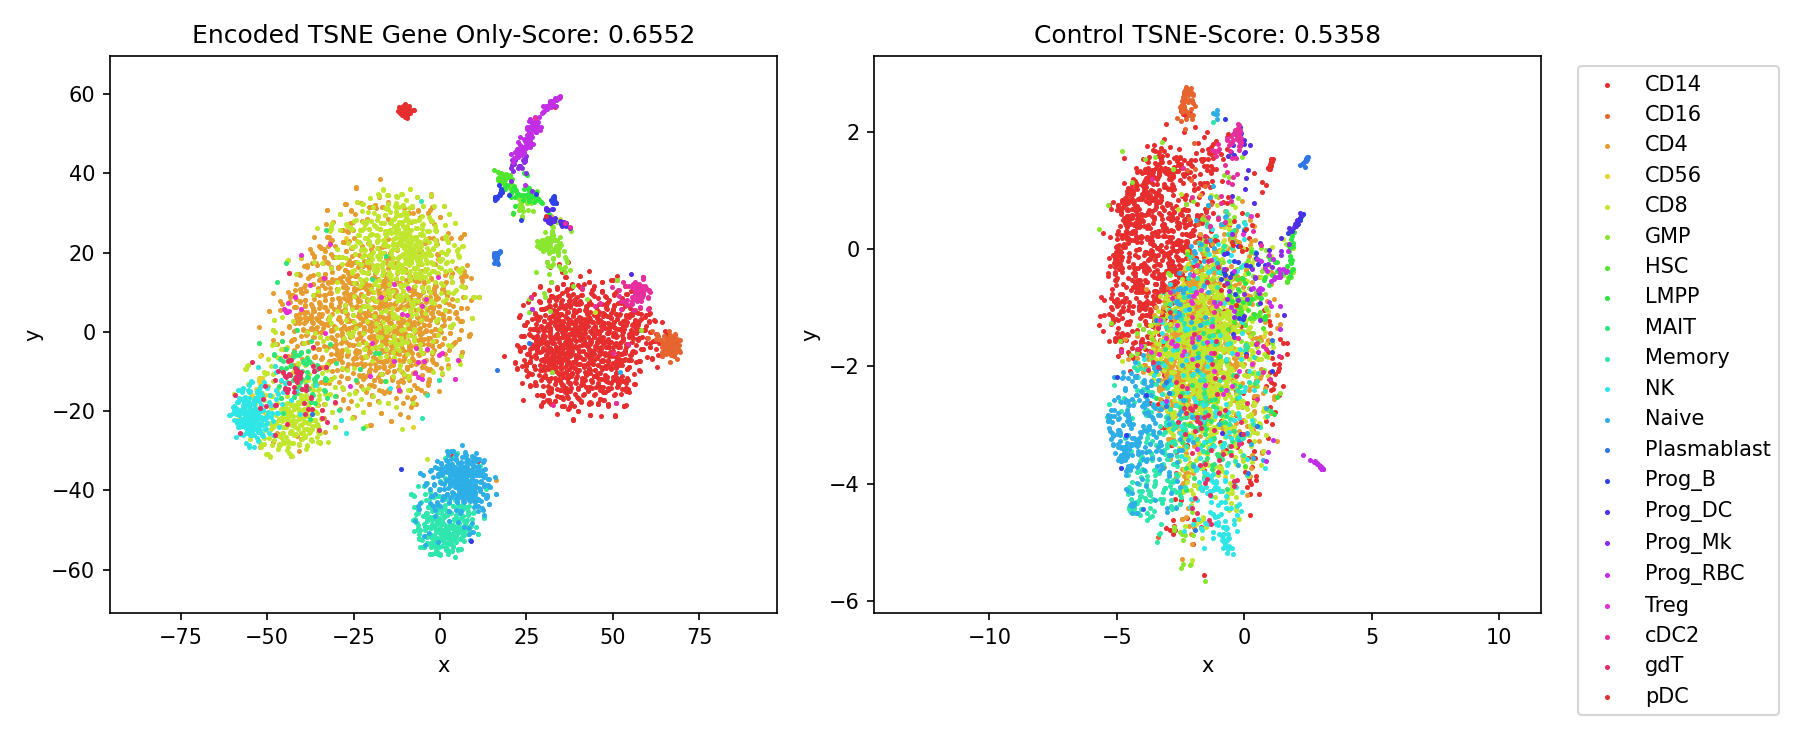 Encoded TSNE Gene Only-Score: 0.6552
60
40
20
0
−20
−40
−60
y
−75
−50
−25
0
25
50
75
x
Control TSNE-Score: 0.5358
2
0
−2
−4
−6
y
−10
−5
0
5
10
x
CD14
CD16
CD4
CD56
CD8
GMP
HSC
LMPP
MAIT
Memory
NK
Naive
Plasmablast
Prog_B
Prog_DC
Prog_Mk
Prog_RBC
Treg
cDC2
gdT
pDC